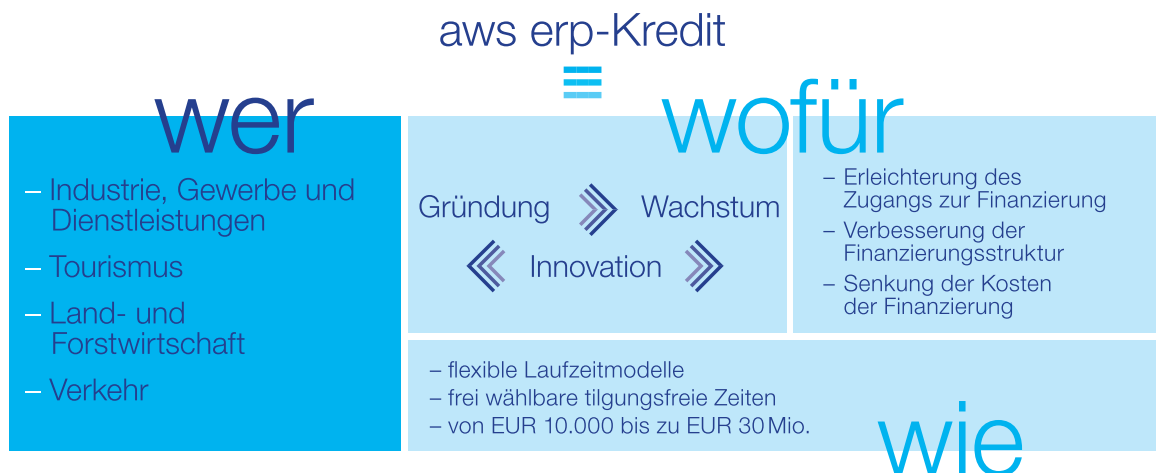 aws erp-Kredit
wer
– Industrie, Gewerbe und
Dienstleistungen
– Tourismus
– Land- und
Forstwirtschaft
– Verkehr
wofür
Gründung
Wachstum
Innovation
– Erleichterung des
Zugangs zur Finanzierung
– Verbesserung der
Finanzierungsstruktur
– Senkung der Kosten
der Finanzierung
– flexible Laufzeitmodelle
– frei wählbare tilgungsfreie Zeiten
– von EUR 10.000 bis zu EUR 30 Mio.
wie